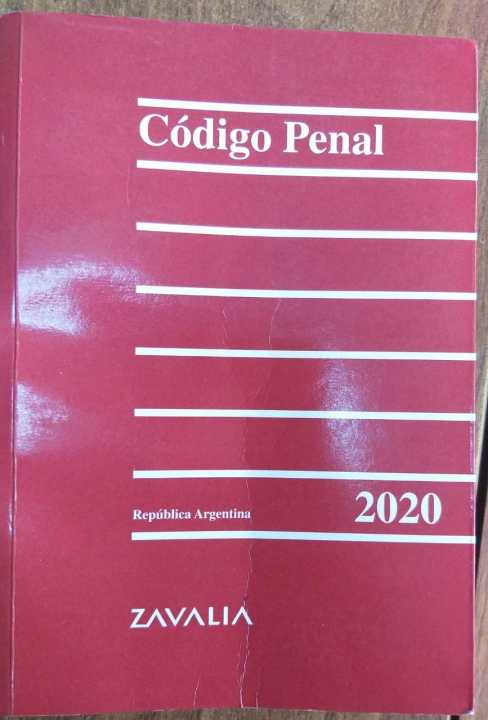 Código Penal
República Argentina
2020
ZAVALIA